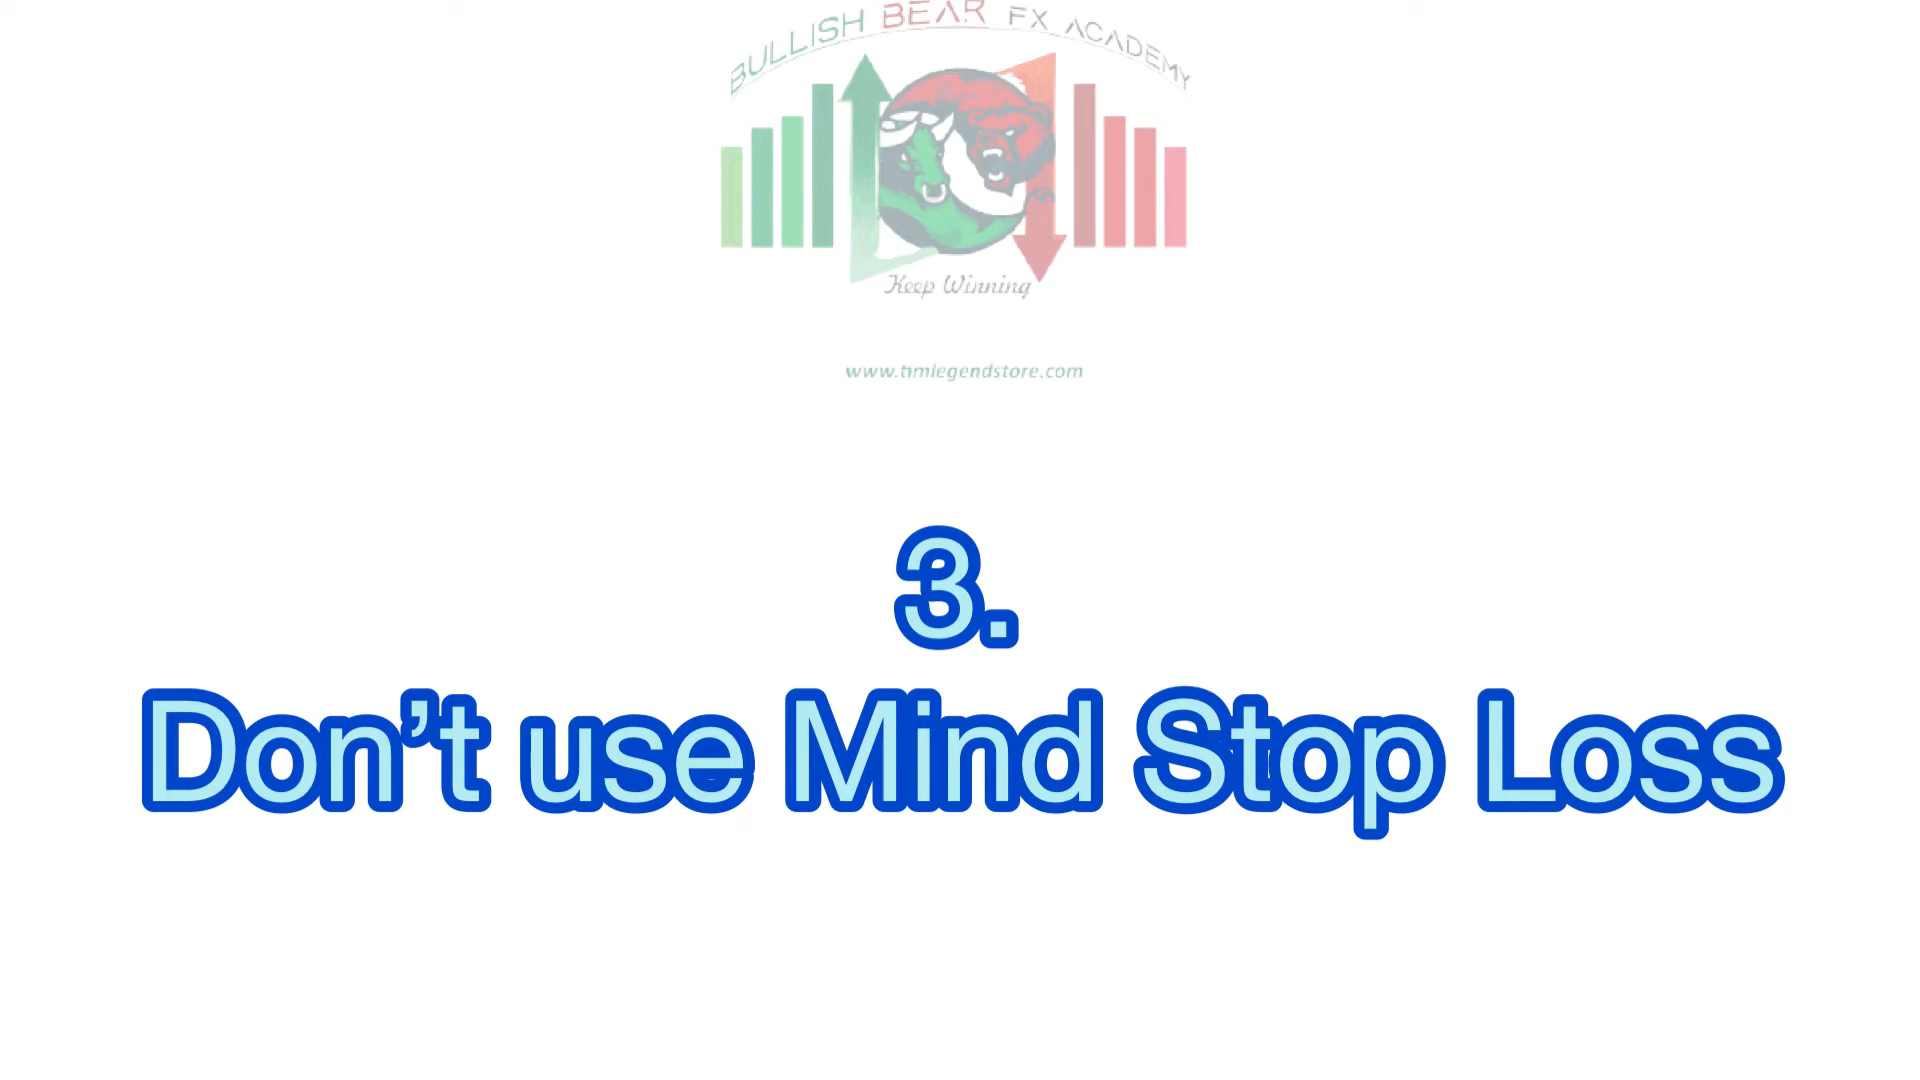 BULLISH BEAR FX ACADEMY
Keep Winning
www.timlegendstore.com
3.
Don’t use Mind Stop Loss